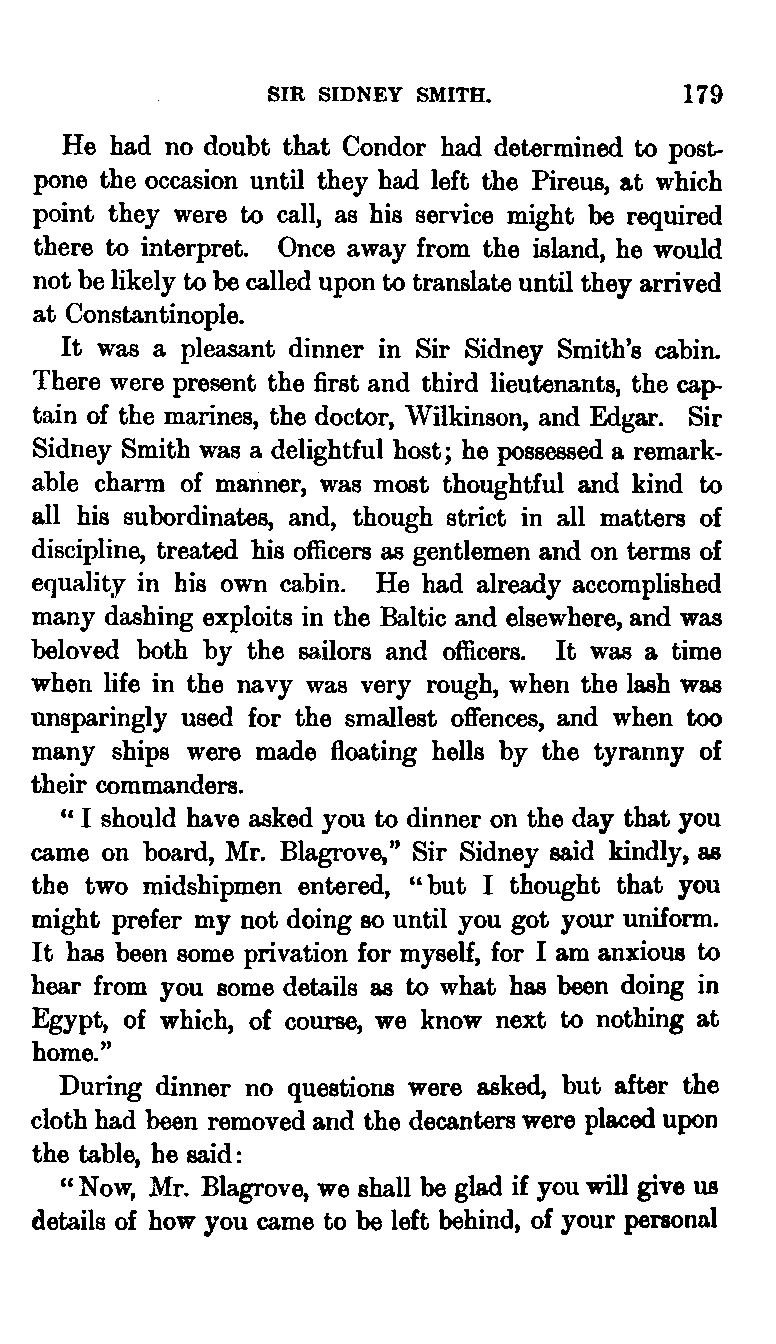 SIR SIDNEY SMITH. 179
He had no doubt that Condor had determined to post-
pone the occasion until they had left the Pireus, at which
point they were to call, as his service might be required
there to interpret. Once away from the island, he would
not be likely to be called upon to translate until they arrived
at Constantinople.
It was a pleasant dinner in Sir Sidney Smith's cabin.
There were present the first and third lieutenants, the cap-
tain of the marines, the doctor, Wilkinson, and Edgar. Sir
Sidney Smith was a delightful host; he possessed a remark-
able charm of manner, was most thoughtful and kind to
all his subordinates, and, though strict in all matters of
discipline, treated his officers as gentlemen and on terms of
equality in his own cabin. He had already accomplished
many dashing exploits in the Baltic and elsewhere, and was
beloved both by the sailors and officers. It was a time
when life in the navy was very rough, when the lash was
unsparingly used for the smallest offences, and when too
many ships were made floating hells by the tyranny of
their commanders.
"I should have asked you to dinner on the day that you
came on board, Mr. Blagrove," Sir Sidney said kindly, as
the two midshipmen entered, "but I thought that you
might prefer my not doing so until you got your uniform.
It has been some privation for myself, for I am anxious to
hear from you some details as to what has been doing in
Egypt, of which, of course, we know next to nothing at
home."
During dinner no questions were asked, but after the
cloth had been removed and the decanters were placed upon
the table, he said:
"Now, Mr. Blagrove, we shall be glad if you will give us
details of how you came to be left behind, of your personal